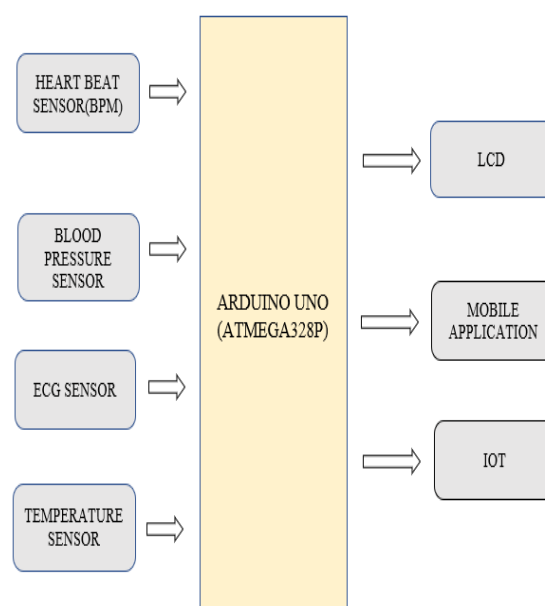 HEART BEAT
SENSOR(BPM)
BLOOD
PRESSURE
SENSOR
ECG SENSOR
TEMPERATURE
SENSOR
ARDUINO UNO
(ATMEGA328P)
LCD
MOBILE
APPLICATION
IOT